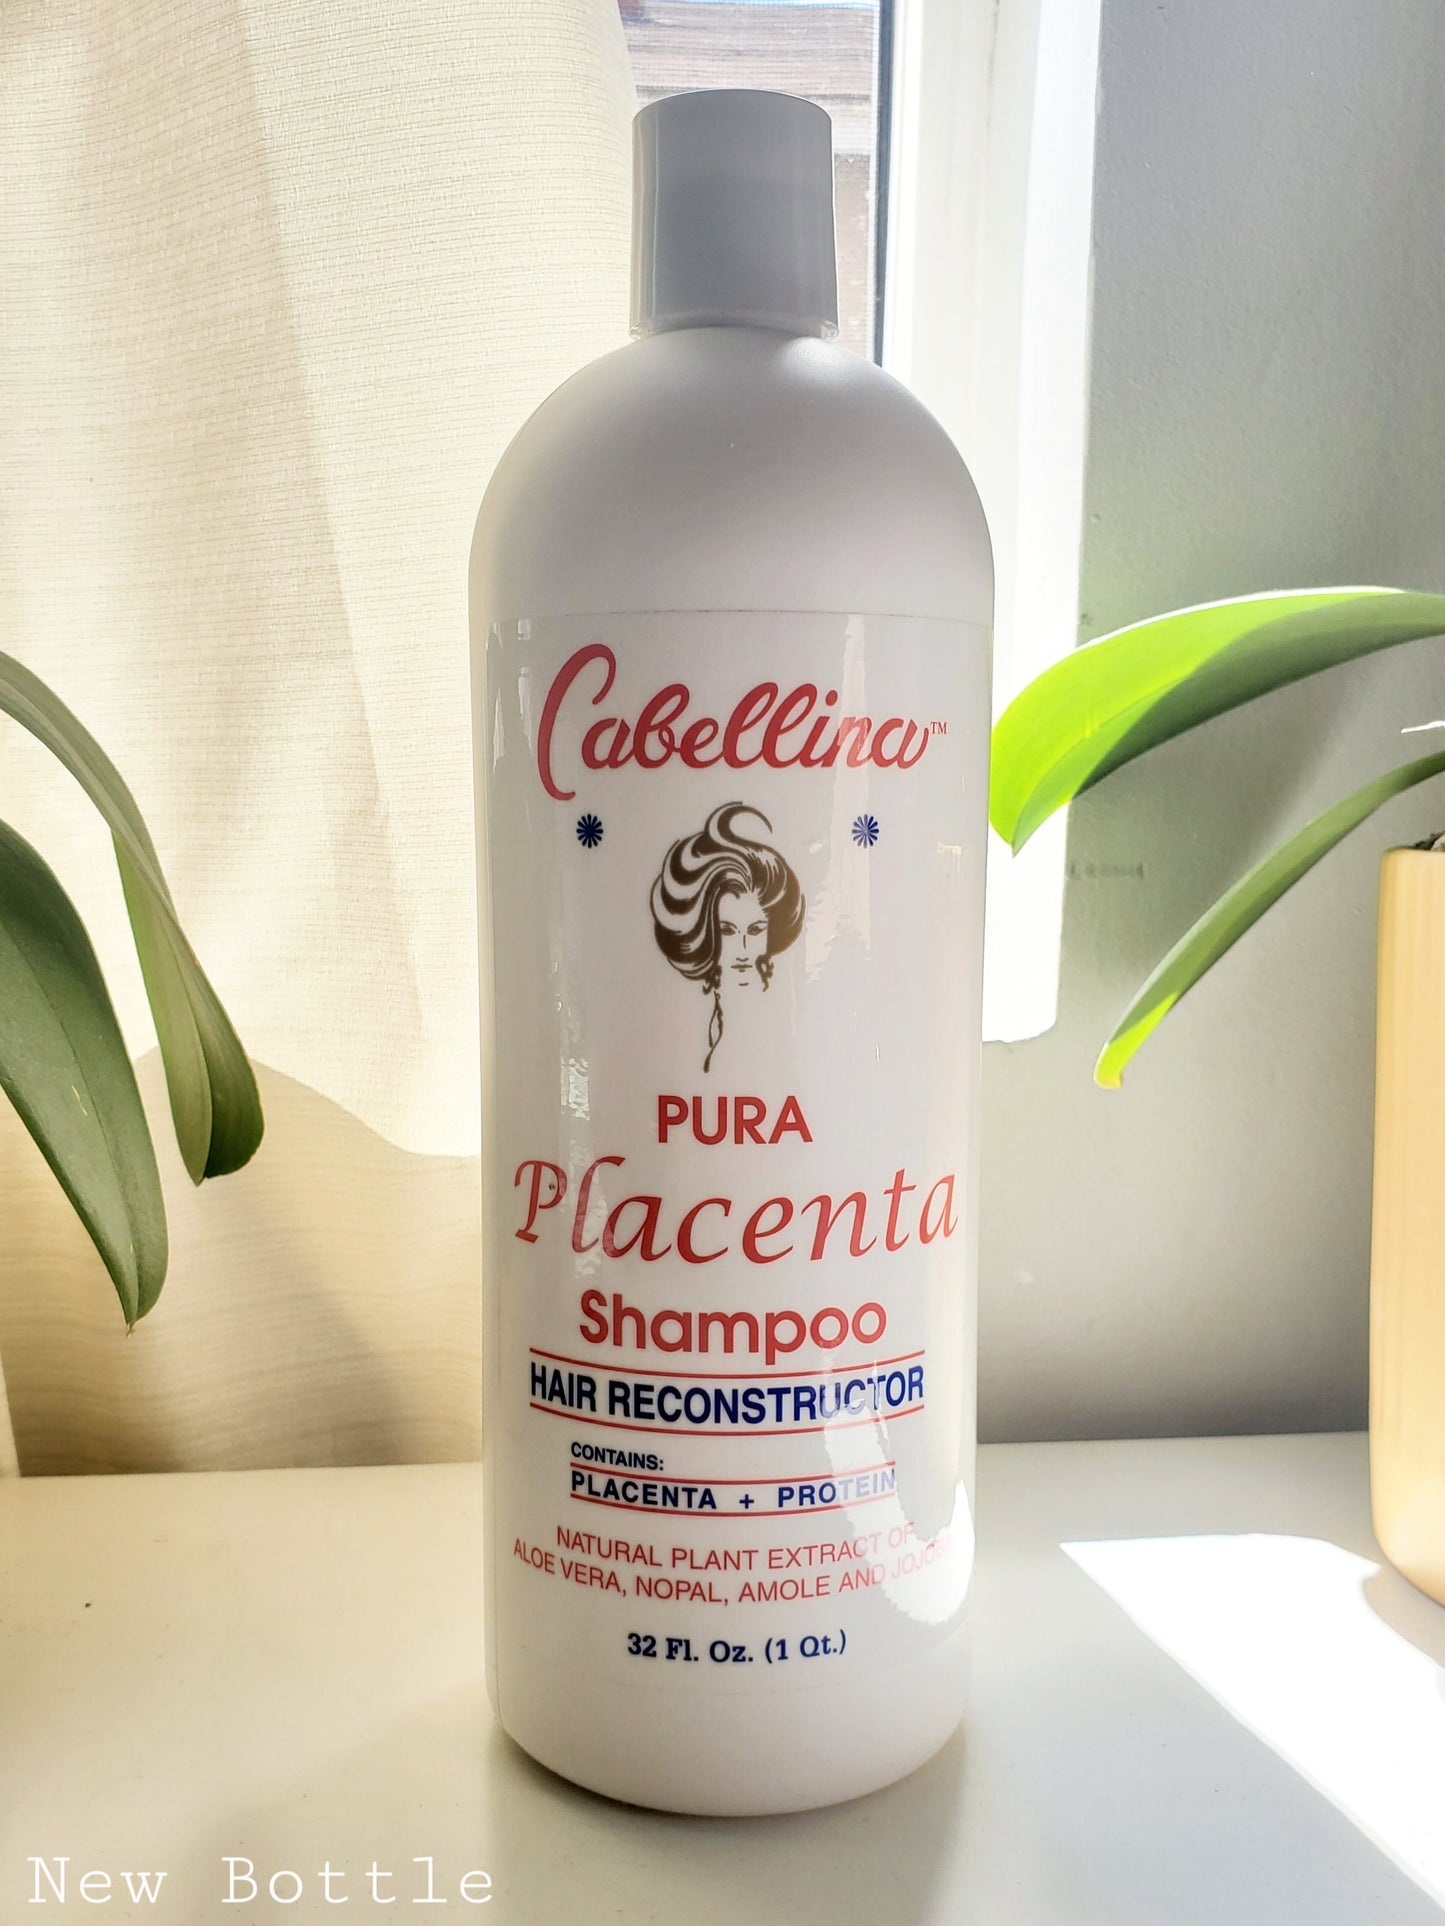 Cabellina™
PURA
Placenta
Shampoo
HAIR RECONSTRUCTOR
CONTAINS:
PLACENTA + PROTEIN
NATURAL PLANT EXTRACT OF
ALOE VERA, NOPAL, AMOLE AND JOJOBA
32 Fl. Oz. (1 Qt.)
New Bottle